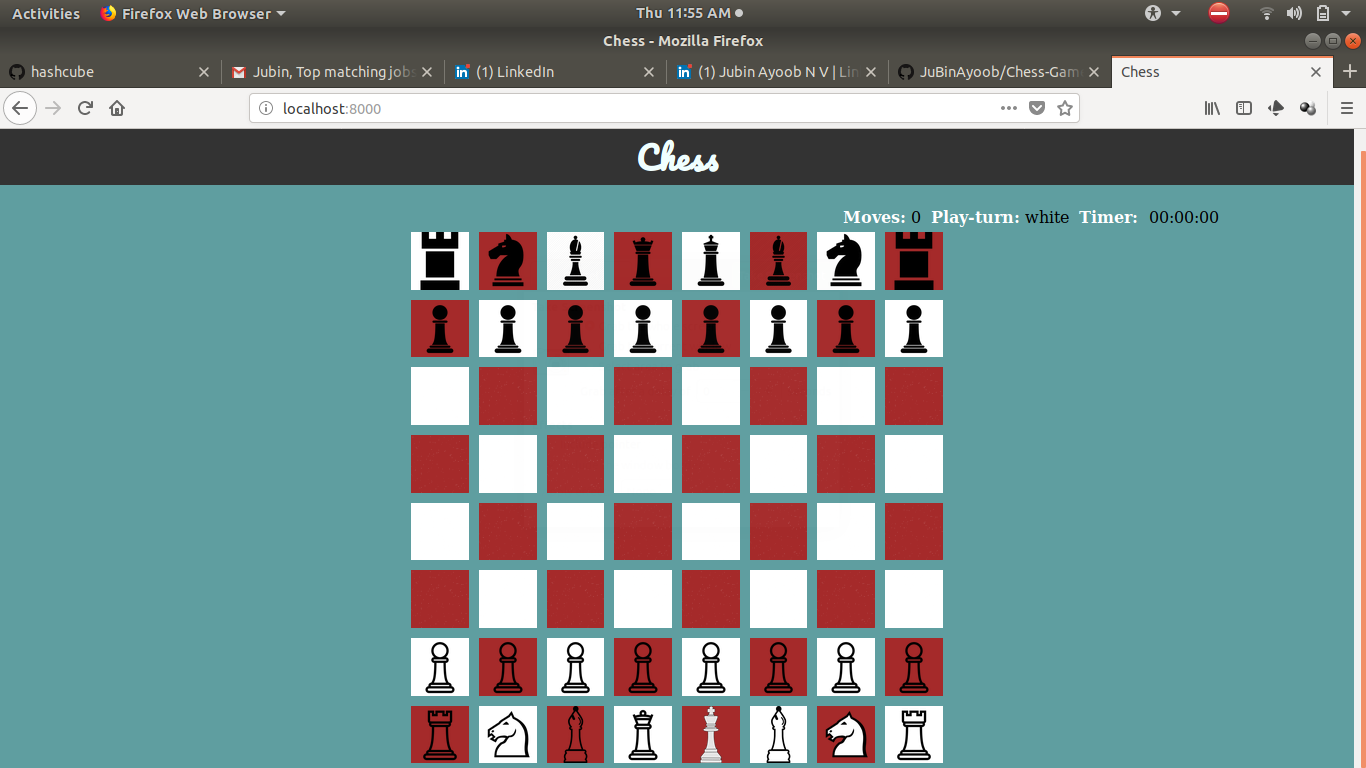 Activities Firefox Web Browser Thu 11:55 AM
Chess - Mozilla Firefox
hashcube Jubin, Top matching jobs (1) LinkedIn (1) Jubin Ayoob N V | Lin JuBinAyoob/Chess-Gam Chess
localhost:8000
Chess
Moves: 0 Play-turn: white Timer: 00:00:00